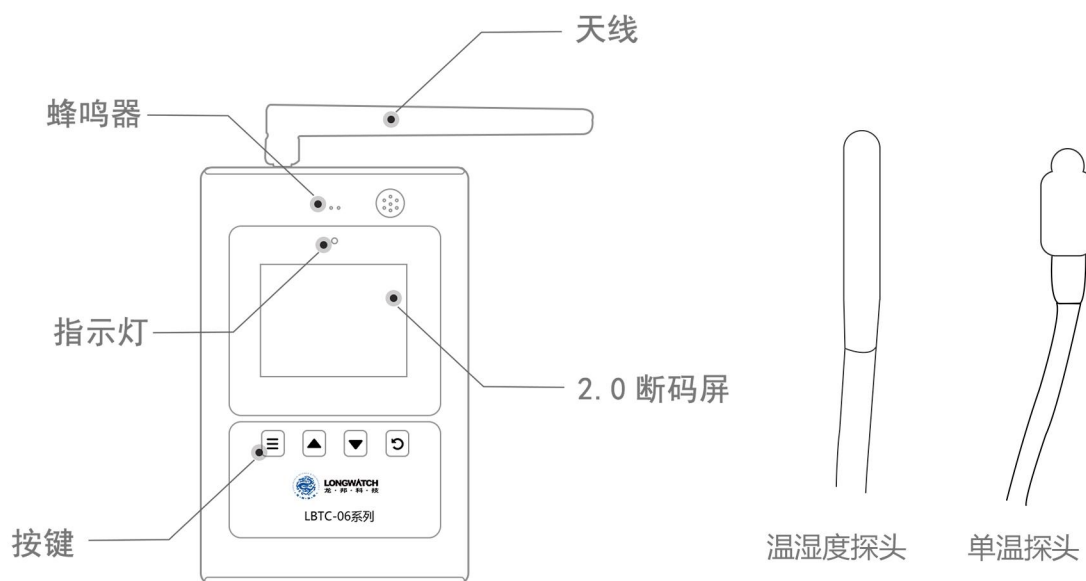 天线
蜂鸣器
指示灯
2.0断码屏
LONGWATCH
龙·邦·科·技
LBTC-06系列
按键
温湿度探头
单温探头